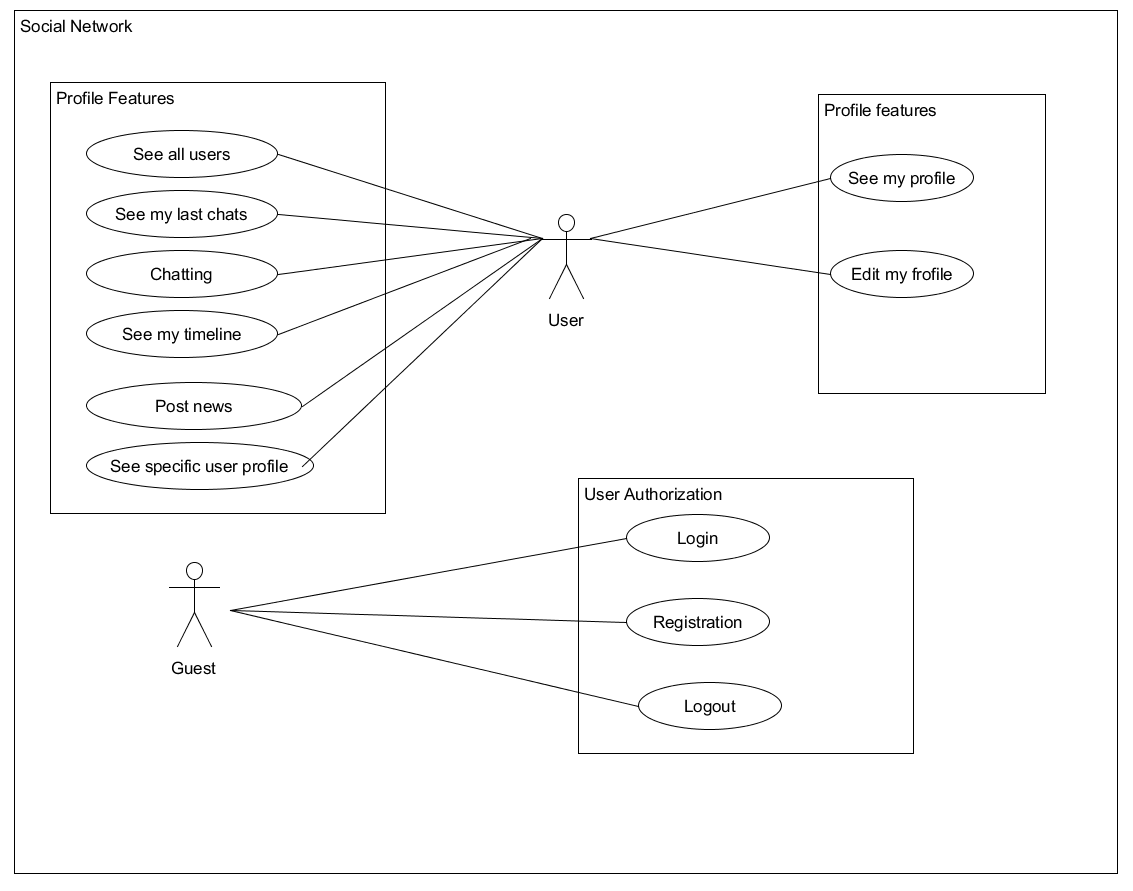 Social Network
Profile Features
See all users
See my last chats
Chatting
See my timeline
Post news
See specific user profile
User
Profile features
See my profile
Edit my frofile
Guest
User Authorization
Login
Registration
Logout